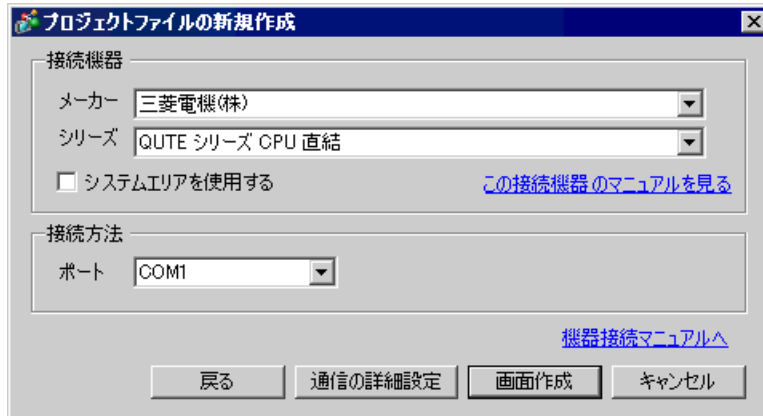 プロジェクトファイルの新規作成
接続機器
メーカー 三菱電機(株)
シリーズ QUTE シリーズ CPU 直結
システムエリアを使用する この接続機器のマニュアルを見る
接続方法
ポート COM1
機器接続マニュアルへ
戻る 通信の詳細設定 画面作成 キャンセル